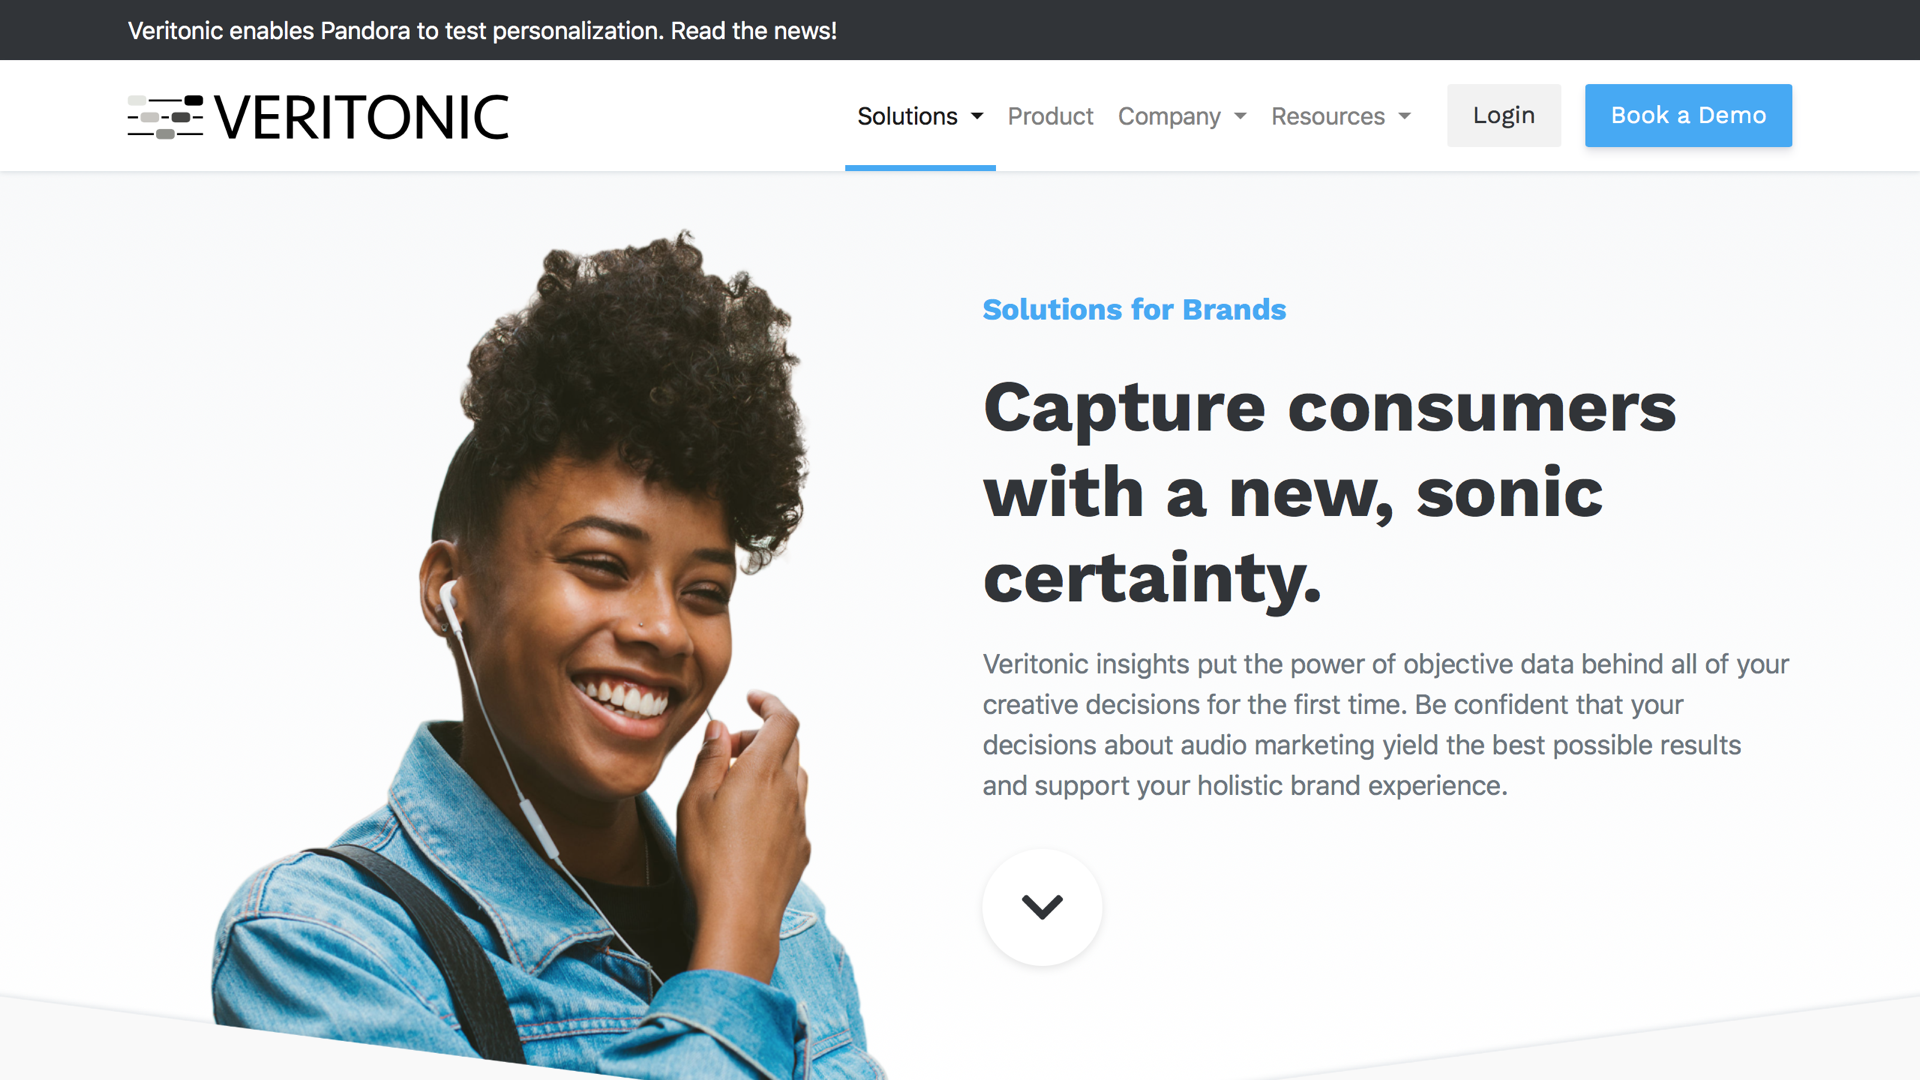 Veritonic enables Pandora to test personalization. Read the news!
VERITONIC
Solutions
Product
Company
Resources
Login
Book a Demo
Solutions for Brands
Capture consumers
with a new, sonic
certainty.
Veritonic insights put the power of objective data behind all of your
creative decisions for the first time. Be confident that your
decisions about audio marketing yield the best possible results
and support your holistic brand experience.